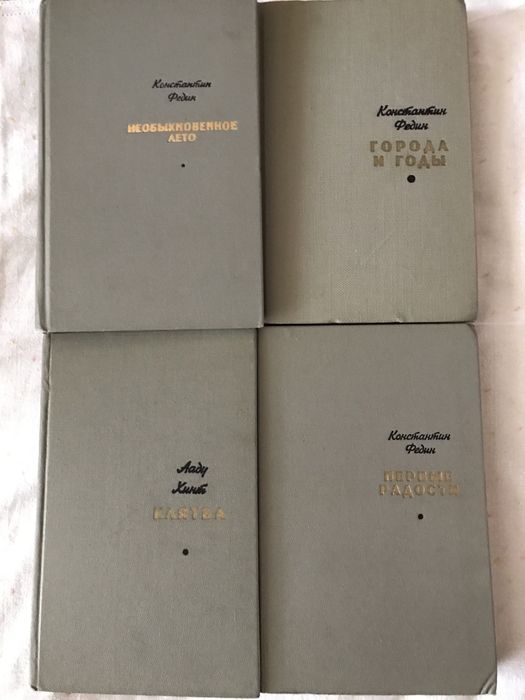 Константин
Федин
НЕОБЫКНОВЕННОЕ
ЛЕТО
Константин
Федин
ГОРОДА
И ГОДЫ
Ааду
Хинт
КЛЯТВА
Константин
Федин
ПЕРВЫЕ
РАДОСТИ